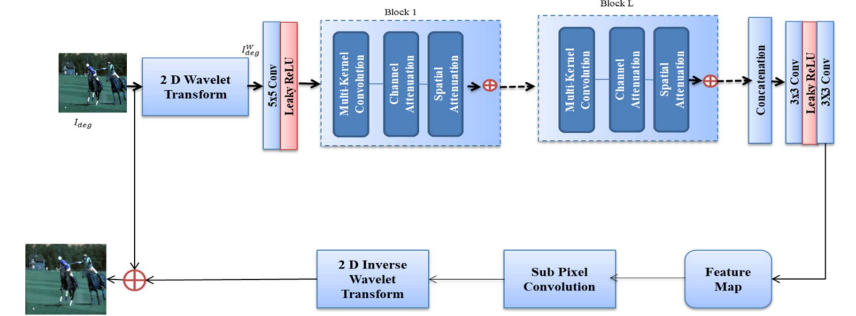 Block 1
Block L
I_{deg}^{W}
2 D Wavelet
Transform
5x5 Conv
Leaky ReLU
Multi-Kernel
Convolution
Channel
Attenuation
Spatial
Attenuation
Multi-Kernel
Convolution
Channel
Attenuation
Spatial
Attenuation
Concatenation
3x3 Conv
Leaky ReLU
3X3 Conv
I_{deg}
2 D Inverse
Wavelet
Transform
Sub Pixel
Convolution
Feature
Map